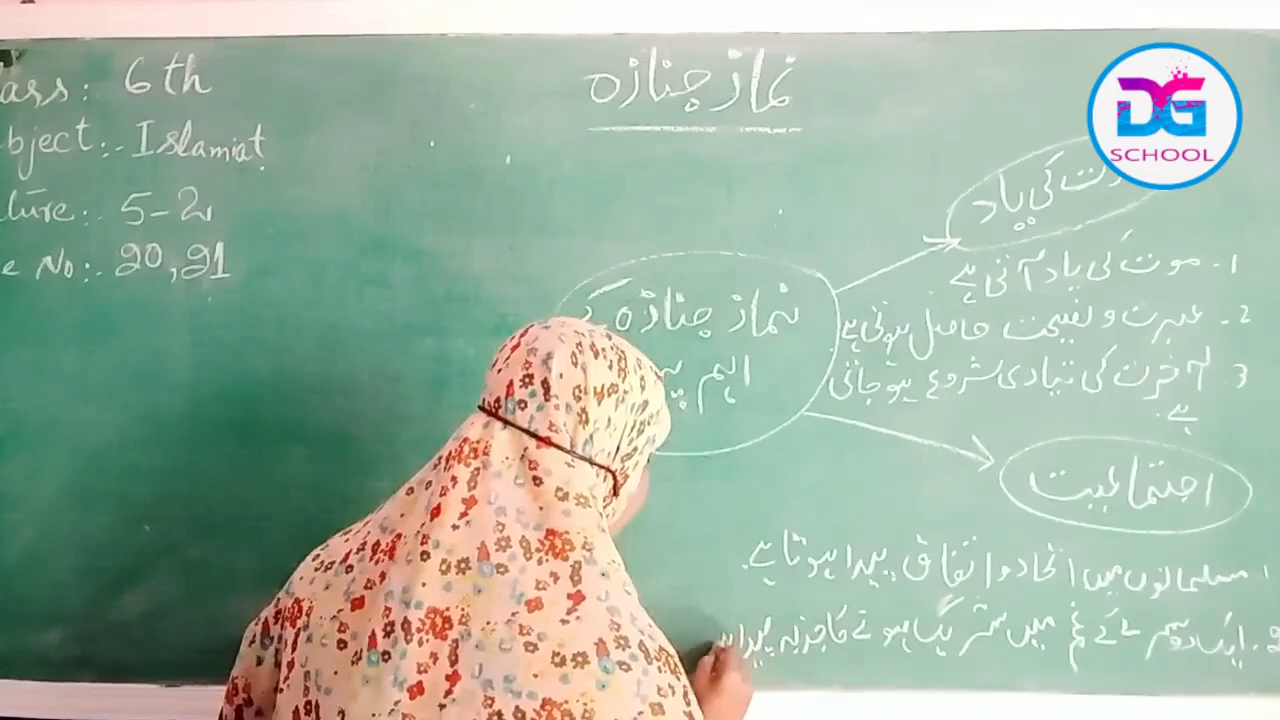 ass: 6th
bject:- Islamiat
cture:- 5-2
e No:- 20,21
نماز جنازہ
DG
SCHOOL
کی یاد
1- موت کی یاد آتی ہے
2- عبرت و نصیحت حاصل ہوتی ہے
3 آخرت کی تیاری شروع ہو جاتی
ہے
نماز جنازہ کے
اہم
اجتماعیت
1. مسلمانوں میں اتحاد و اتفاق پیدا ہوتا ہے.
2. ایک دوسرے کے غم میں شریک ہونے کا جذبہ پیدا